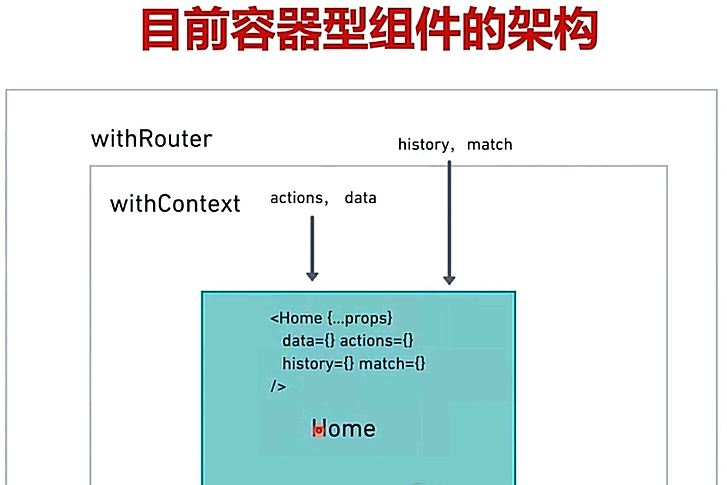 目前容器型组件的架构
withRouter
history, match
withContext
actions, data
<Home {...props}
data={} actions={}
history={} match={}
/>
Home